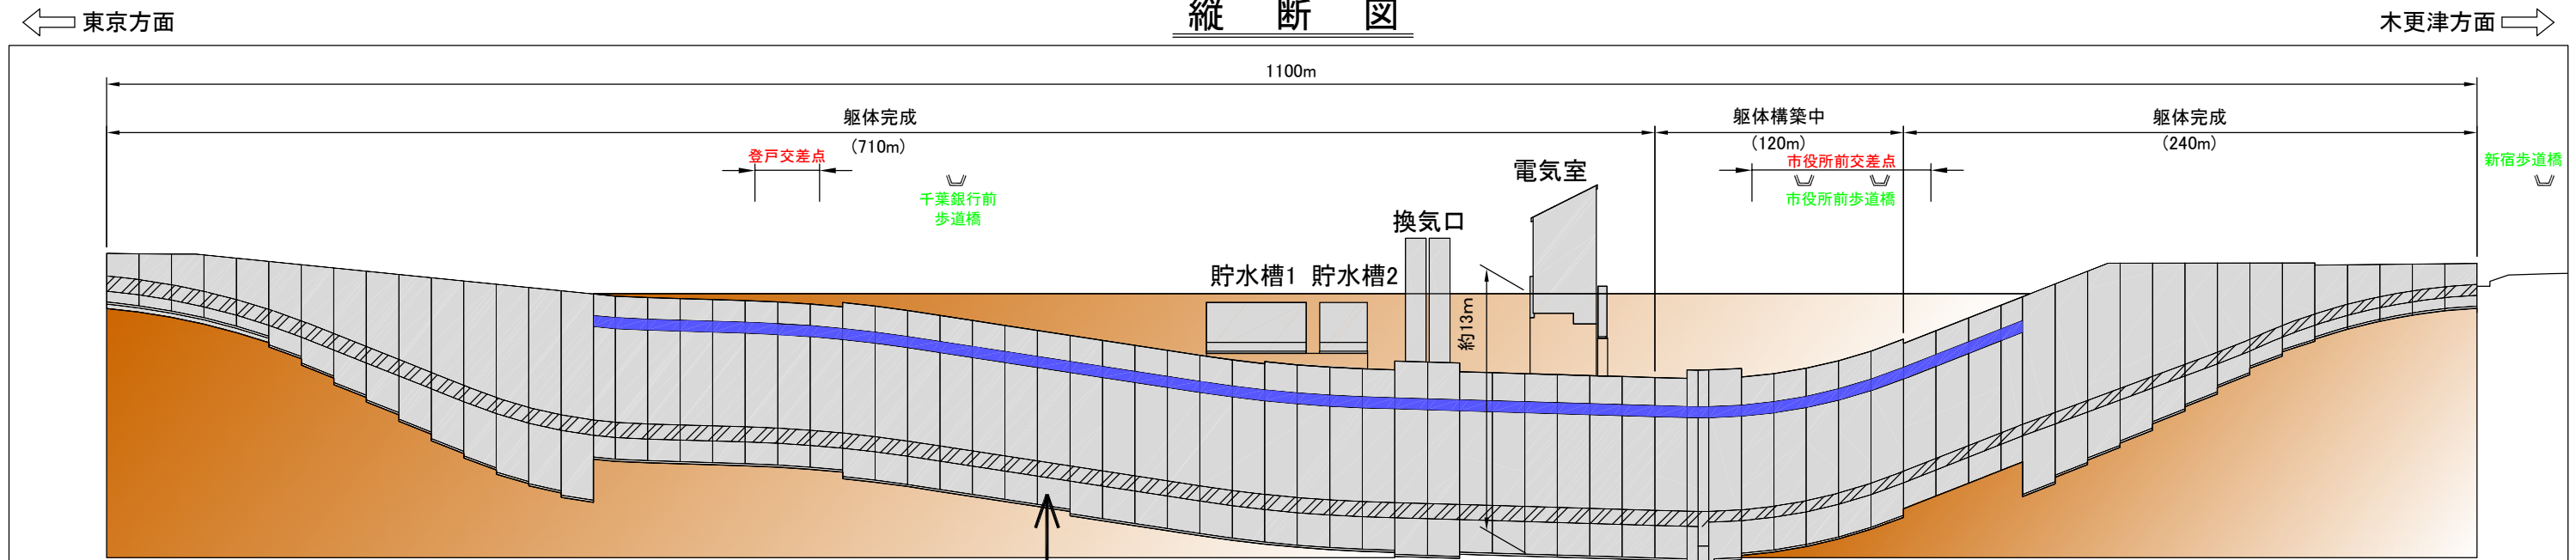 縦断図
東京方面
木更津方面
1100m
躯体完成
(710m)
躯体構築中
(120m)
躯体完成
(240m)
登戸交差点
千葉銀行前
歩道橋
市役所前交差点
市役所前歩道橋
新宿歩道橋
電気室
換気口
貯水槽1
貯水槽2
約13m